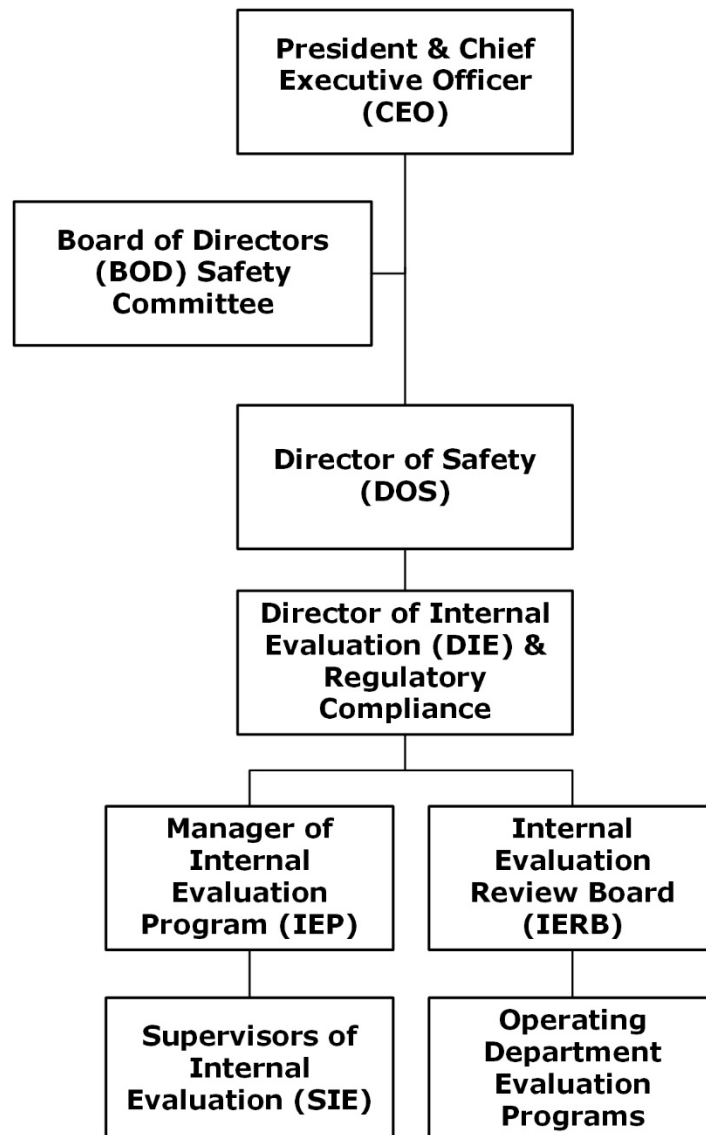 President & Chief
Executive Officer
(CEO)
Board of Directors
(BOD) Safety
Committee
Director of Safety
(DOS)
Director of Internal
Evaluation (DIE) &
Regulatory
Compliance
Manager of
Internal
Evaluation
Program (IEP)
Internal
Evaluation
Review Board
(IERB)
Supervisors of
Internal
Evaluation (SIE)
Operating
Department
Evaluation
Programs